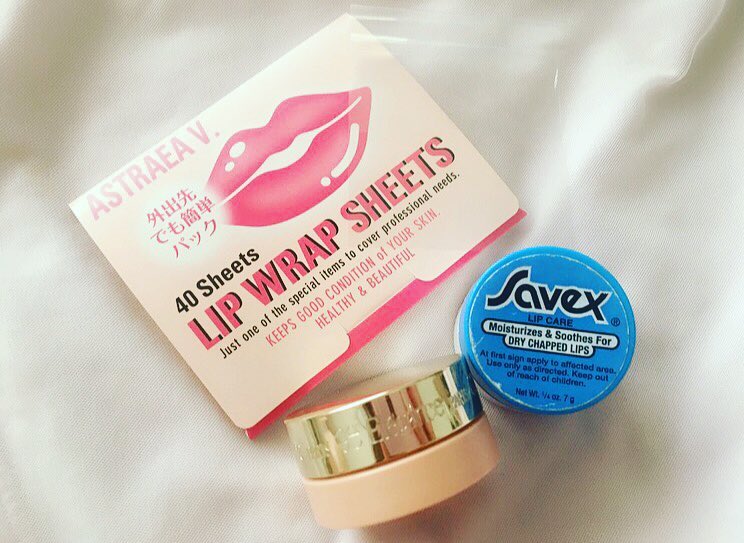 ASTRAEA V.
外出先
でも簡単
パック
40 Sheets
LIP WRAP SHEETS
Just one of the special items to cover professional needs.
KEEPS GOOD CONDITION of YOUR SKIN.
HEALTHY & BEAUTIFUL
Savex®
LIP CARE
Moisturizes & Soothes For
DRY CHAPPED LIPS
At first sign apply to affected area.
Use only as directed. Keep out
of reach of children.
Net Wt. ¼ oz. 7 g